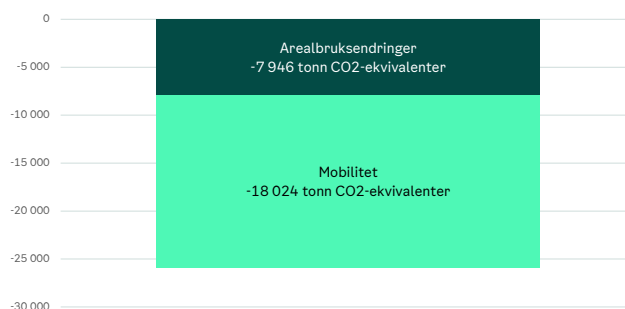 0
Arealbruksendringer
-7 946 tonn CO2-ekvivalenter
-5 000
-10 000
-15 000
Mobilitet
-18 024 tonn CO2-ekvivalenter
-20 000
-25 000
-30 000